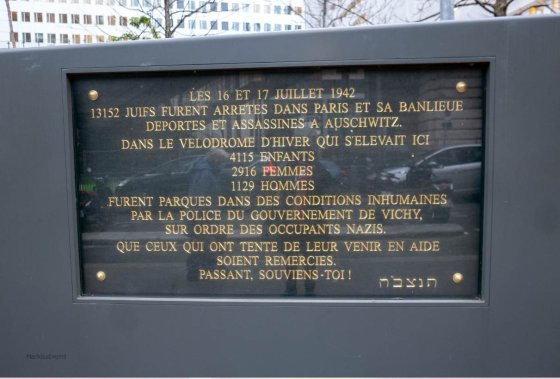 LES 16 ET 17 JUILLET 1942
13152 JUIFS FURENT ARRETES DANS PARIS ET SA BANLIEUE
DEPORTES ET ASSASSINES A AUSCHWITZ.
DANS LE VELODROME D'HIVER QUI S'ELEVAIT ICI
4115 ENFANTS
2916 FEMMES
1129 HOMMES
FURENT PARQUES DANS DES CONDITIONS INHUMAINES
PAR LA POLICE DU GOUVERNEMENT DE VICHY,
SUR ORDRE DES OCCUPANTS NAZIS.
QUE CEUX QUI ONT TENTE DE LEUR VENIR EN AIDE
SOIENT REMERCIES.
PASSANT, SOUVIENS-TOI !